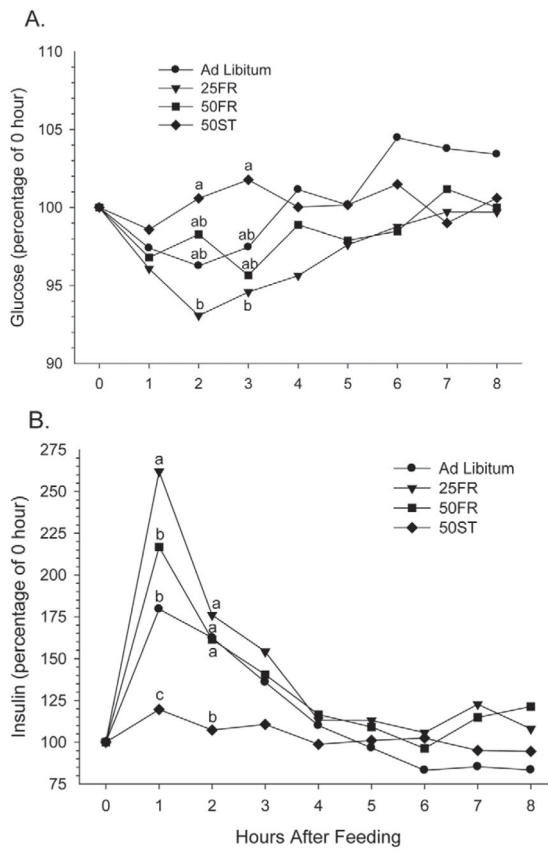 A.
Glucose (percentage of 0 hour)
110
105
100
95
90
Ad Libitum
25FR
50FR
50ST
a
a
ab
ab
ab
ab
b
b
0 1 2 3 4 5 6 7 8
B.
Insulin (percentage of 0 hour)
275
250
225
200
175
150
125
100
75
Ad Libitum
25FR
50FR
50ST
a
b
b
a
a
a
c
b
0 1 2 3 4 5 6 7 8
Hours After Feeding